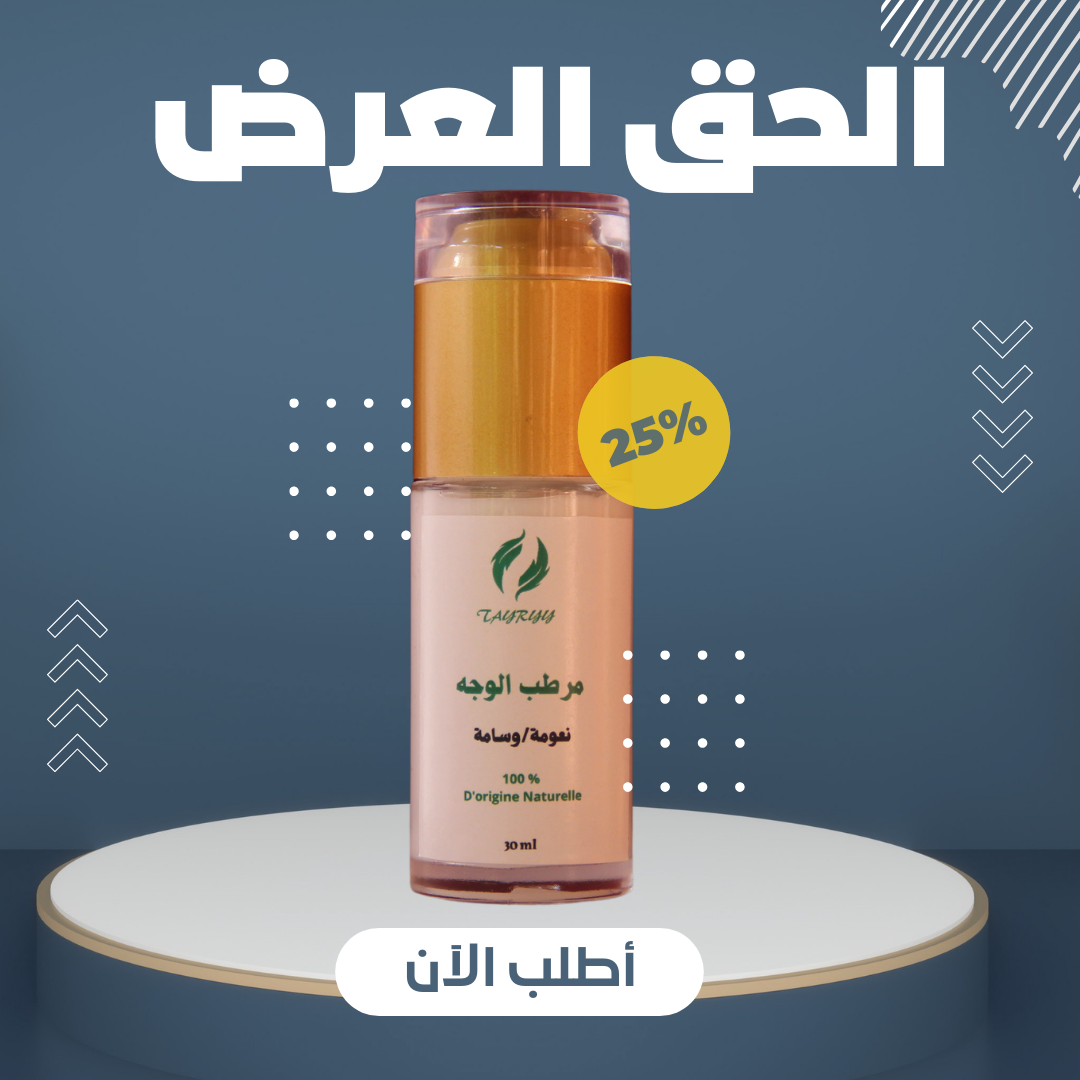 الحق العرض
25%
TAYRIYY
مرطب الوجه
نعومة/وسامة
100 %
D'origine Naturelle
30 ml
أطلب الآن